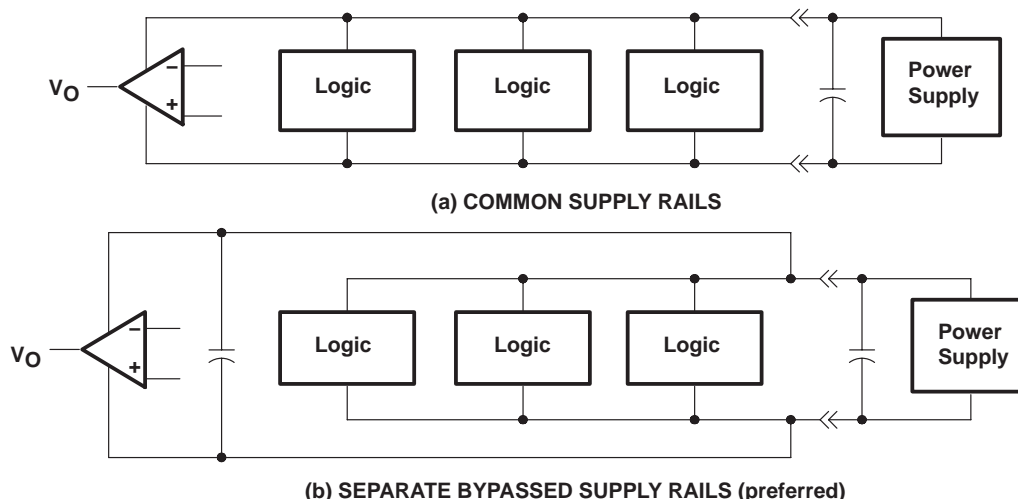 VO
−
+
Logic
Logic
Logic
Power
Supply
(a) COMMON SUPPLY RAILS
VO
−
+
Logic
Logic
Logic
Power
Supply
(b) SEPARATE BYPASSED SUPPLY RAILS (preferred)